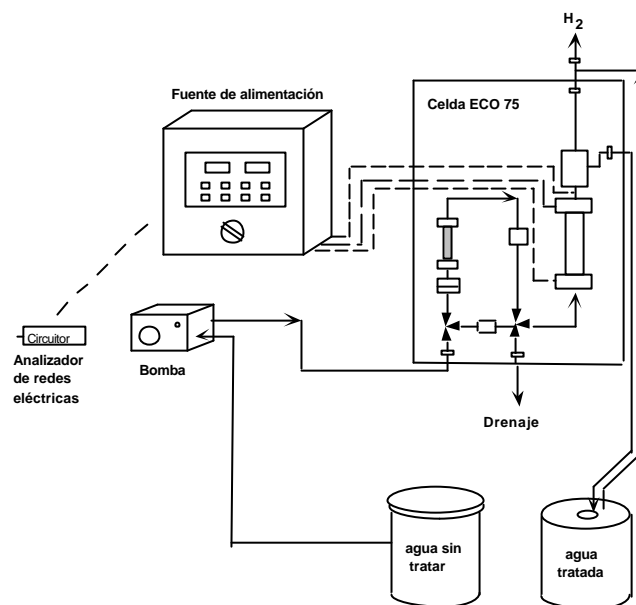 H2
Fuente de alimentación
Celda ECO 75
Circuitor
Analizador
de redes
eléctricas
Bomba
Drenaje
agua sin
tratar
agua
tratada